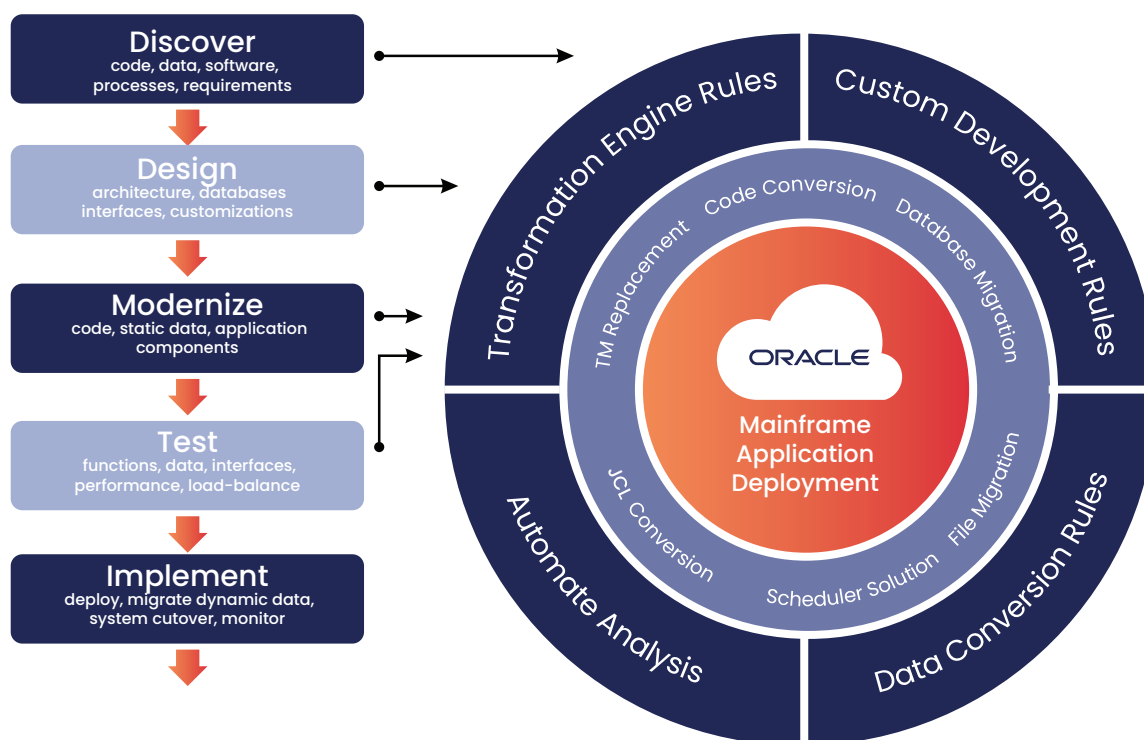 Discover
code, data, software,
processes, requirements
Design
architecture, databases
interfaces, customizations
Modernize
code, static data, application
components
Test
functions, data, interfaces,
performance, load-balance
Implement
deploy, migrate dynamic data,
system cutover, monitor
Transformation Engine Rules
Custom Development Rules
Data Conversion Rules
Automate Analysis
TM Replacement
Code Conversion
Database Migration
File Migration
Scheduler Solution
JCL Conversion
ORACLE
Mainframe
Application
Deployment